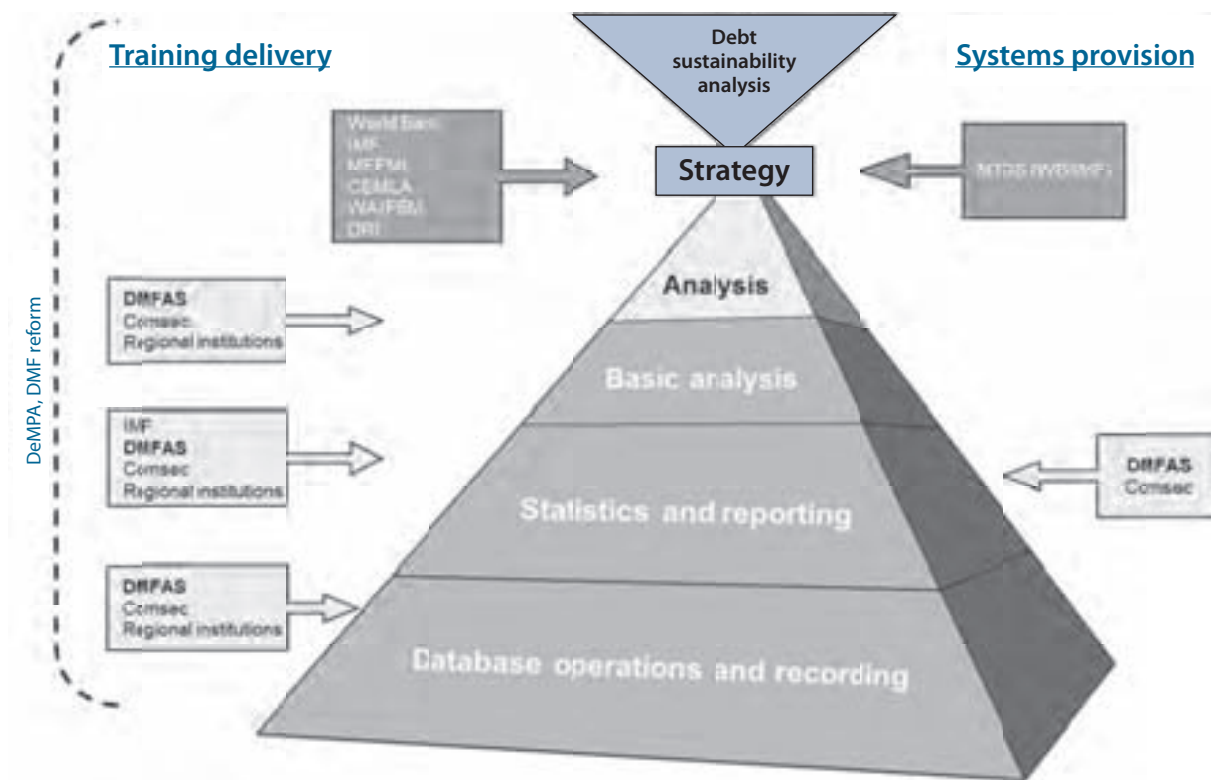 Training delivery
Debt
sustainability
analysis
Systems provision
World Bank
IMF
MEFMI
CEMLA
WAIFEM
DRI
Strategy
Analysis
DMFAS
Comsec
Regional institutions
Basic analysis
DeMPA, DMF reform
IMF
DMFAS
Comsec
Regional institutions
Statistics and reporting
DMFAS
Comsec
DMFAS
Comsec
Regional institutions
Database operations and recording